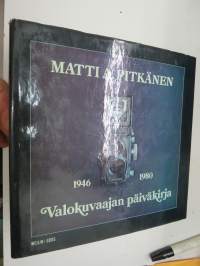 MATTI A. PITKÄNEN
1946 1980
Valokuvaajan päiväkirja